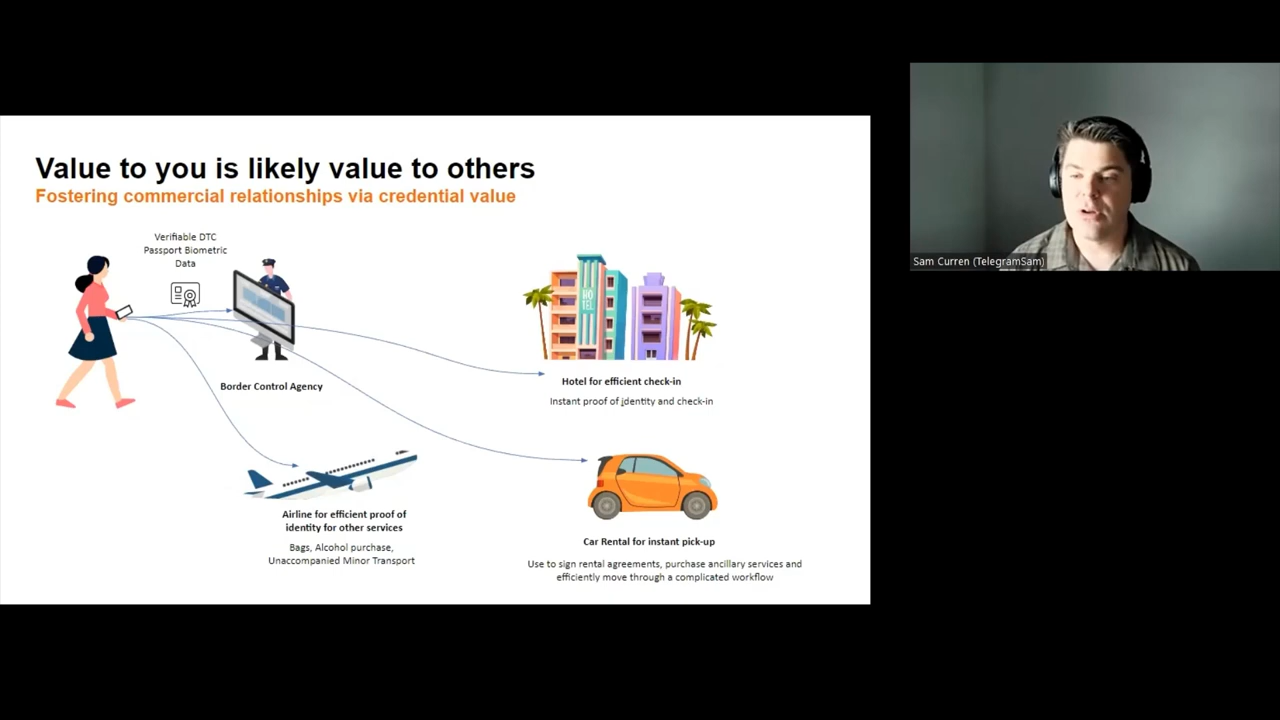 Value to you is likely value to others
Fostering commercial relationships via credential value
Verifiable DTC
Passport Biometric
Data
Border Control Agency
HO
TEL
Hotel for efficient check-in
Instant proof of identity and check-in
Airline for efficient proof of
identity for other services
Bags, Alcohol purchase,
Unaccompanied Minor Transport
Car Rental for instant pick-up
Use to sign rental agreements, purchase ancillary services and
efficiently move through a complicated workflow
Sam Curren (TelegramSam)